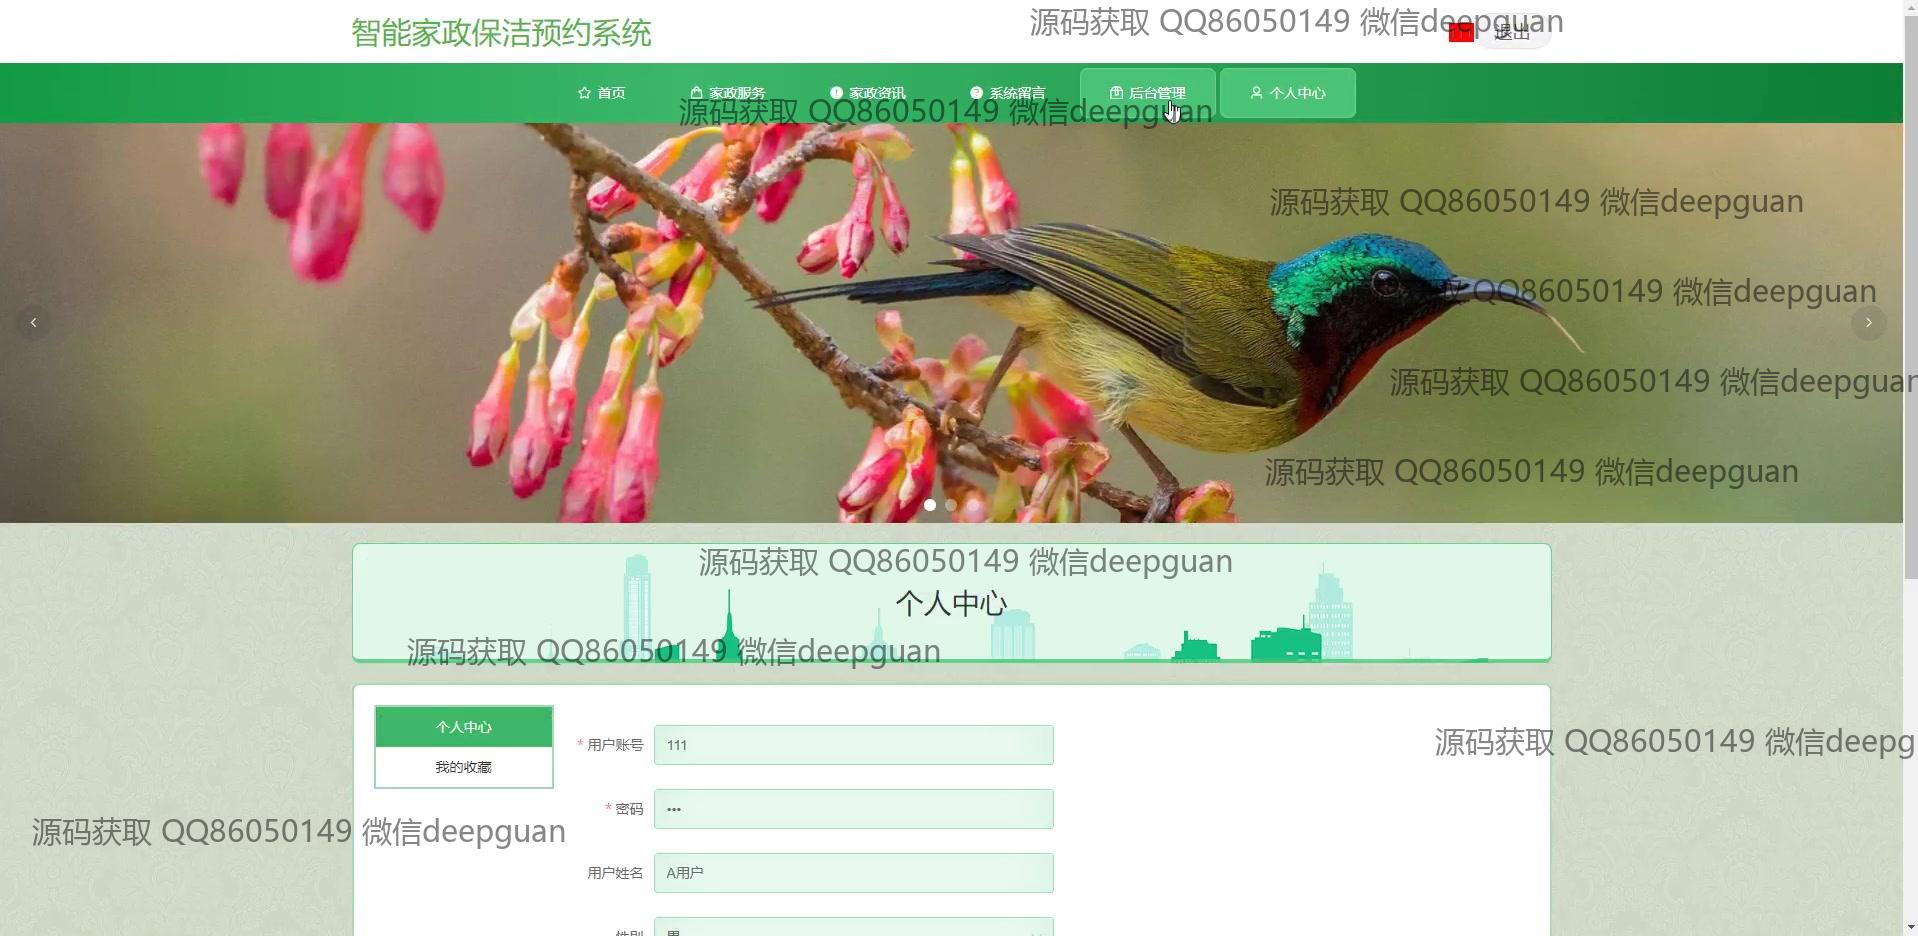 智能家政保洁预约系统
源码获取 QQ86050149 微信deepguan
退出
首页
家政服务
家政资讯
系统留言
后台管理
个人中心
源码获取 QQ86050149 微信deepguan
源码获取 QQ86050149 微信deepguan
QQ86050149 微信deepguan
源码获取 QQ86050149 微信deepguan
源码获取 QQ86050149 微信deepguan
源码获取 QQ86050149 微信deepguan
个人中心
源码获取 QQ86050149 微信deepguan
个人中心
我的收藏
* 用户账号 111
源码获取 QQ86050149 微信deepg
* 密码 •••
源码获取 QQ86050149 微信deepguan
用户姓名 A用户
性别 男